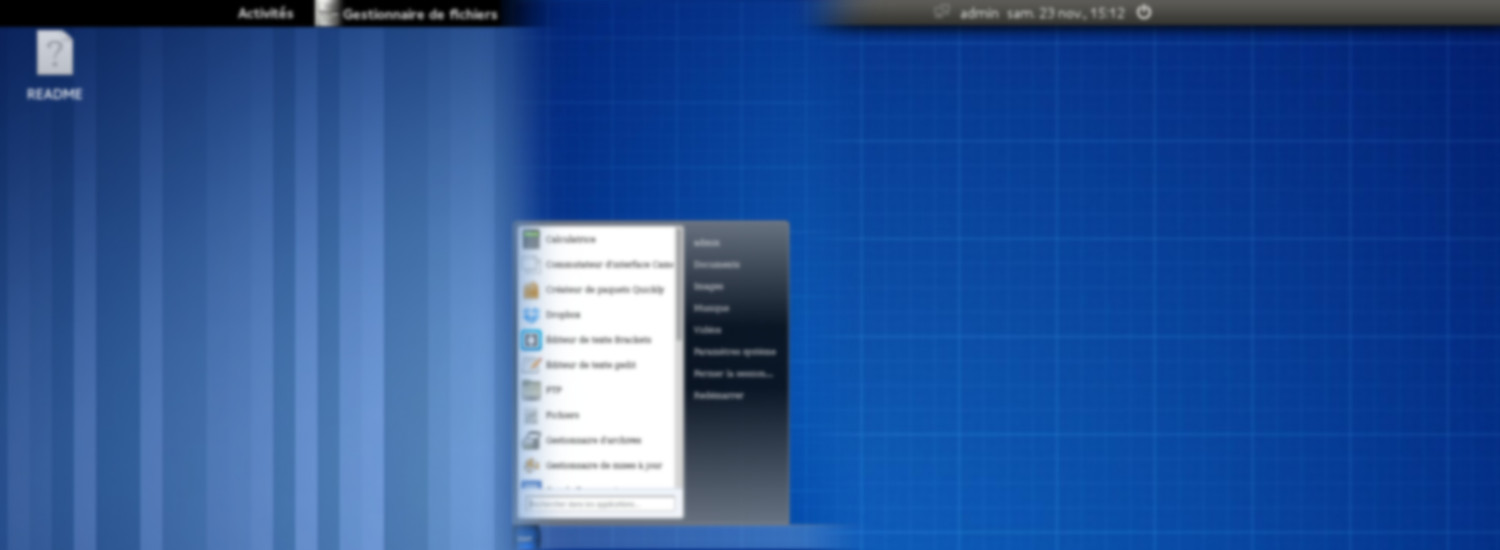 Activités
Gestionnaire de fichiers
admin sam. 23 nov., 15:12
README
Calculatrice
Commutateur d'interface
Créateur de paquets Quickly
Dropbox
Éditeur de texte Brackets
Éditeur de texte gedit
FTP
Fichiers
Gestionnaire d'archives
Gestionnaire de mises à jour
admin
Documents
Images
Musique
Vidéos
Paramètres système
Fermer la session...
Redémarrer